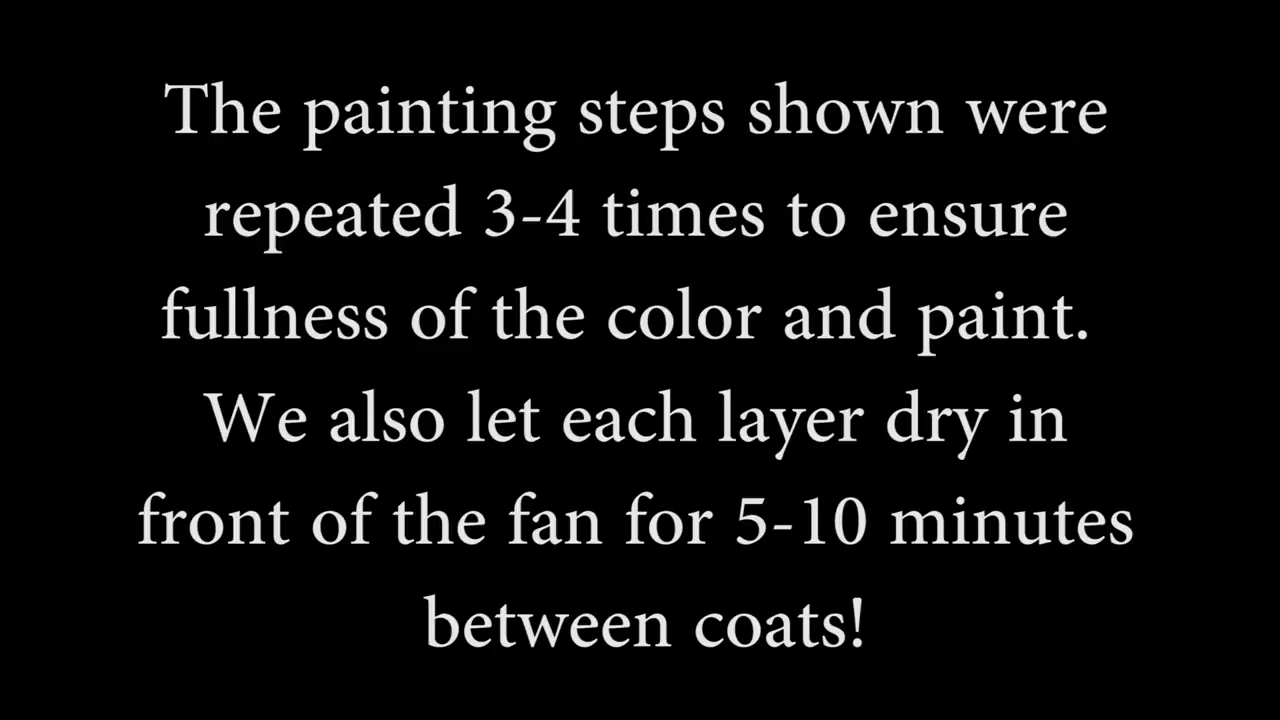 The painting steps shown were
repeated 3-4 times to ensure
fullness of the color and paint.
We also let each layer dry in
front of the fan for 5-10 minutes
between coats!